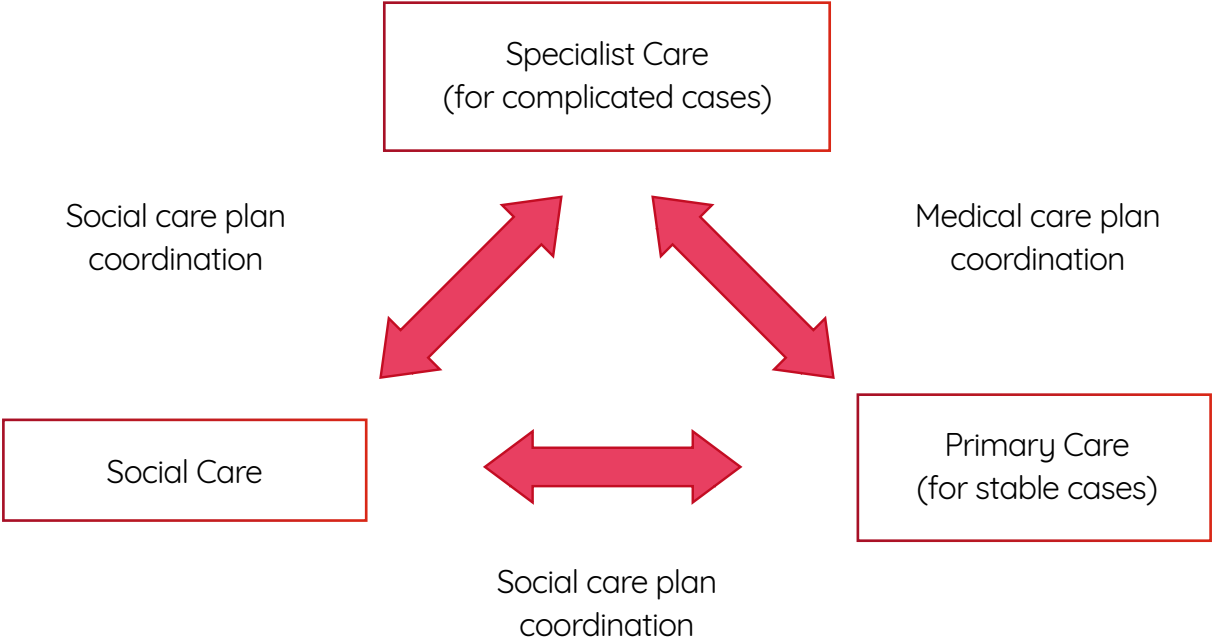 Specialist Care
(for complicated cases)
Social care plan
coordination
Medical care plan
coordination
Social Care
Primary Care
(for stable cases)
Social care plan
coordination